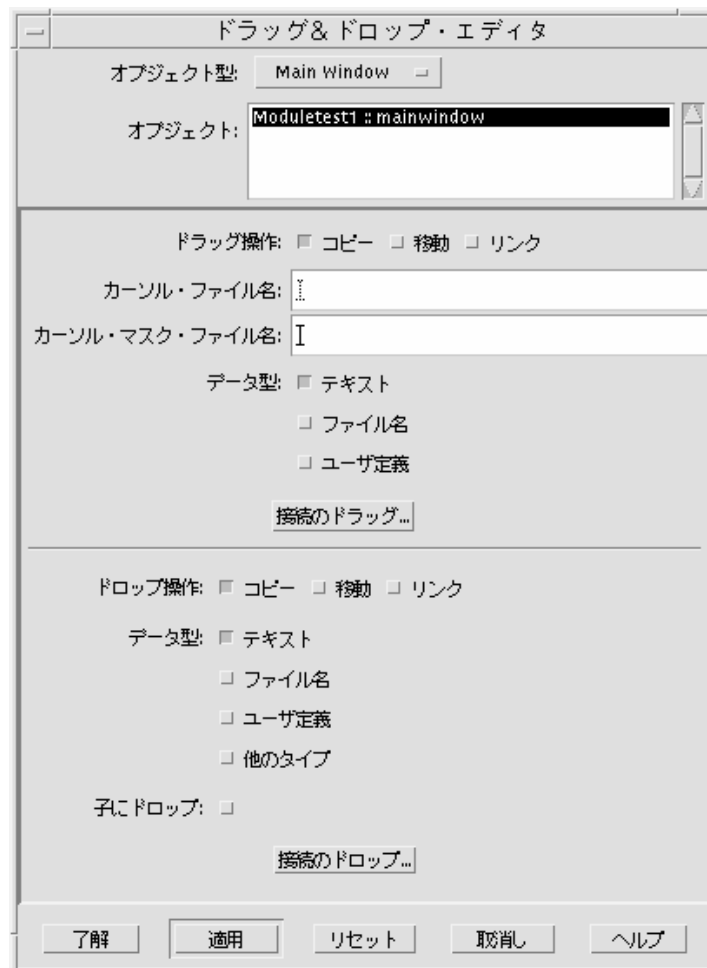 ドラッグ&ドロップ・エディタ
オブジェクト型: Main Window
オブジェクト: Moduletest1 :: mainwindow
ドラッグ操作: コピー 移動 リンク
カーソル・ファイル名:
カーソル・マスク・ファイル名:
データ型: テキスト
ファイル名
ユーザ定義
接続のドラッグ...
ドロップ操作: コピー 移動 リンク
データ型: テキスト
ファイル名
ユーザ定義
他のタイプ
子にドロップ:
接続のドロップ...
了解 適用 リセット 取消し ヘルプ